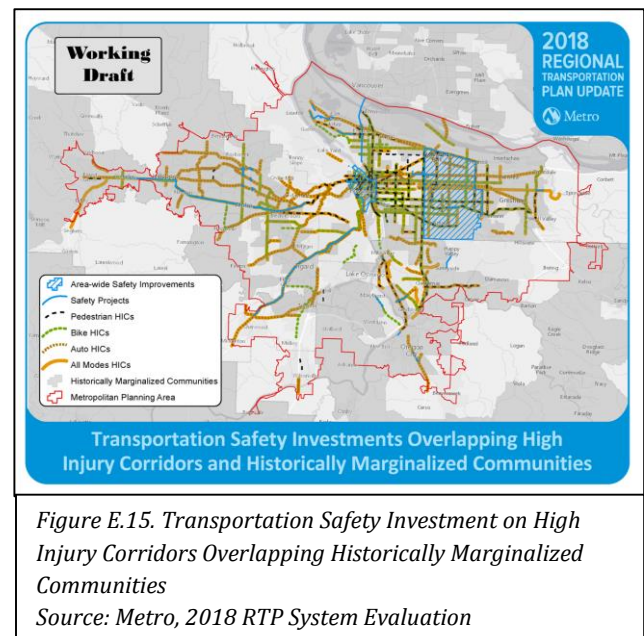 Working
Draft
2018
REGIONAL
TRANSPORTATION
PLAN UPDATE
Metro
Vancouver
Area-wide Safety Improvements
Safety Projects
Pedestrian HICs
Bike HICs
Auto HICs
All Modes HICs
Historically Marginalized Communities
Metropolitan Planning Area
Transportation Safety Investments Overlapping High
Injury Corridors and Historically Marginalized Communities
Figure E.15. Transportation Safety Investment on High
Injury Corridors Overlapping Historically Marginalized
Communities
Source: Metro, 2018 RTP System Evaluation